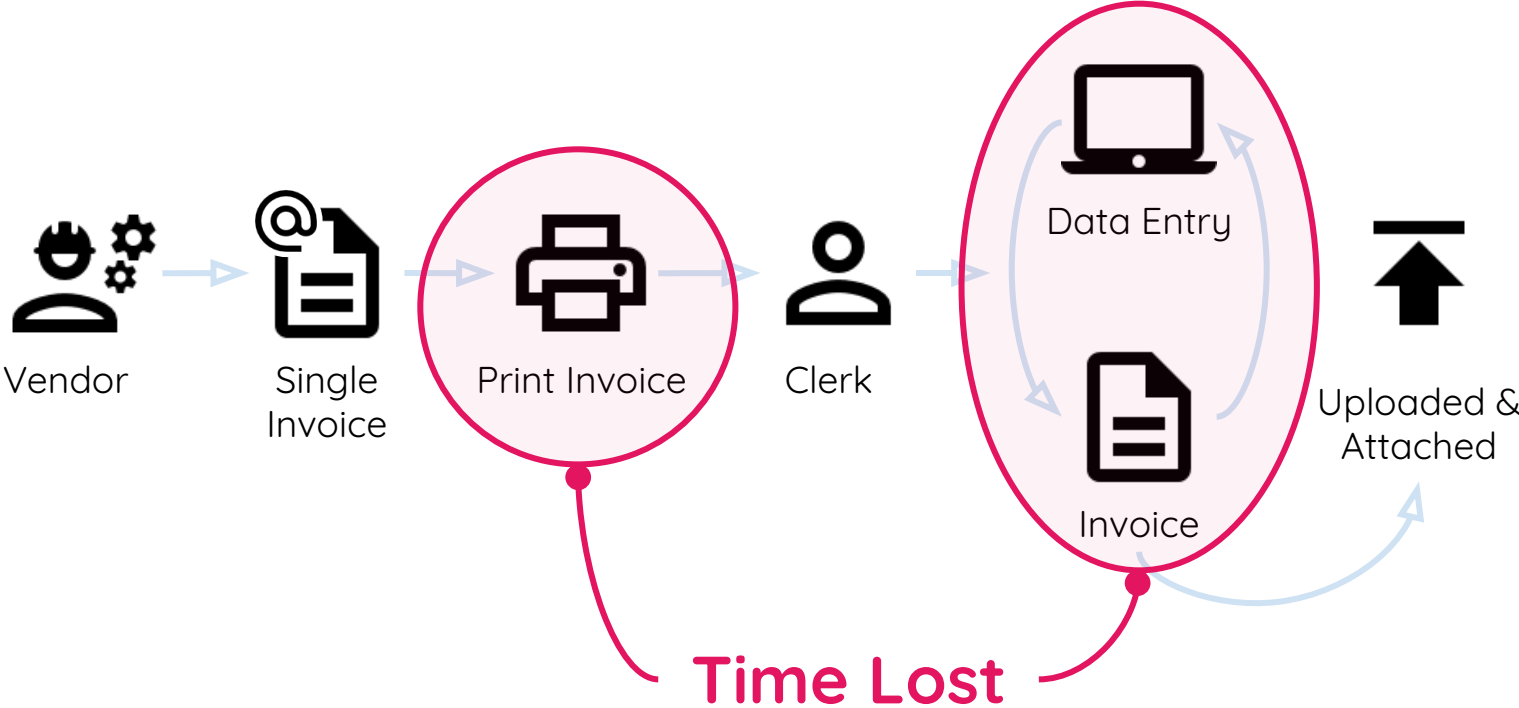 Vendor
Single
Invoice
Print Invoice
Clerk
Data Entry
Invoice
Uploaded &
Attached
Time Lost